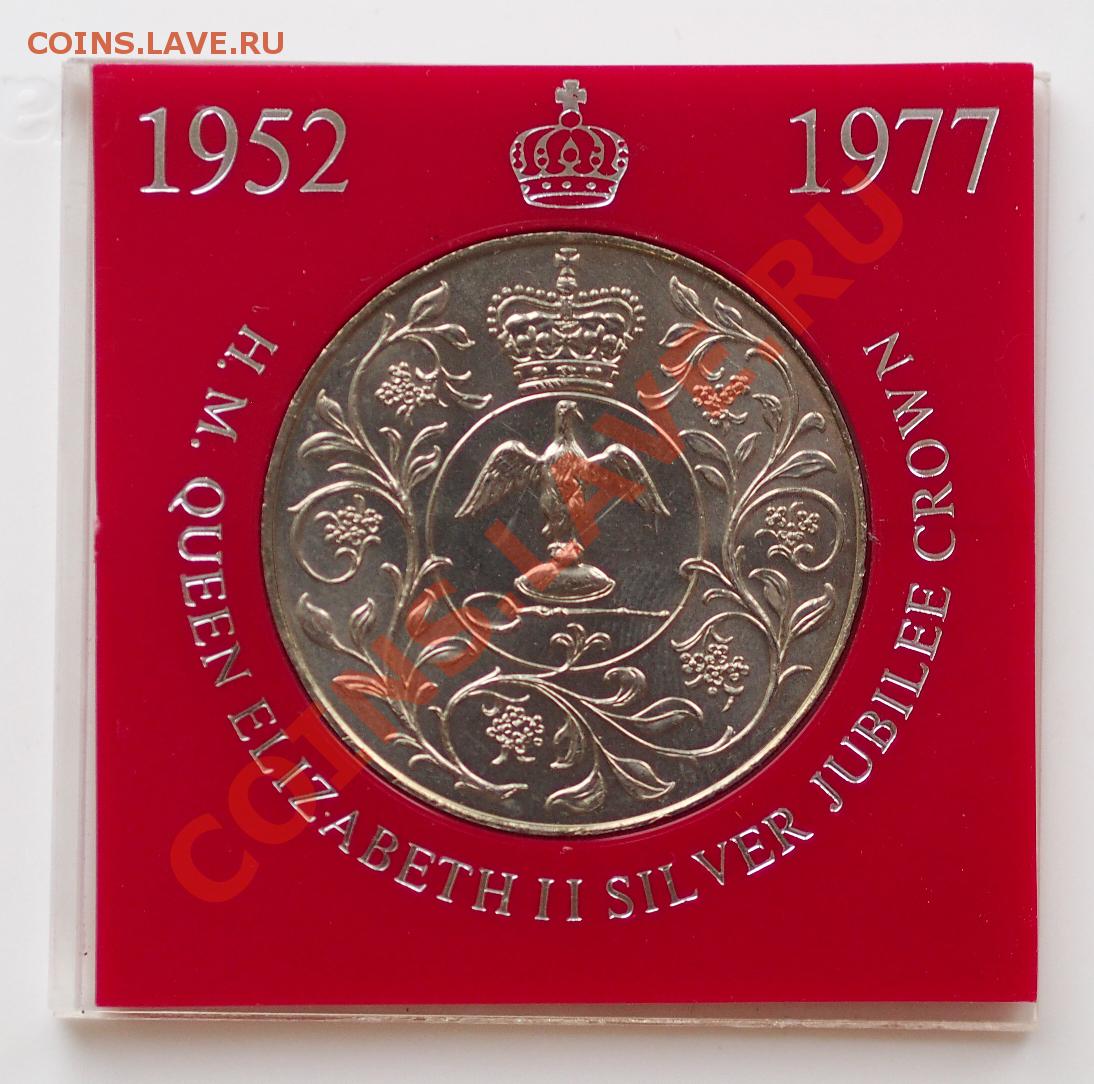 COINS.LAVE.RU
1952 1977
H. M. QUEEN ELIZABETH II SILVER JUBILEE CROWN
COINS.LAVE.RU